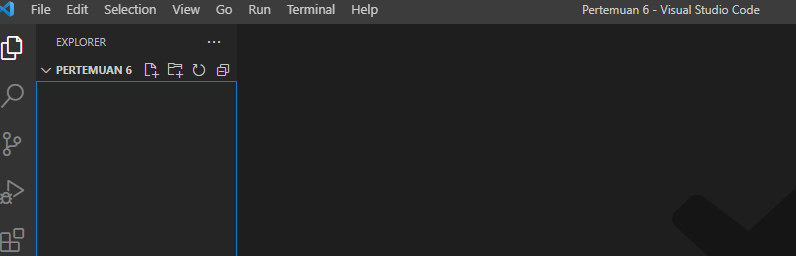 File Edit Selection View Go Run Terminal Help Pertemuan 6 - Visual Studio Code
EXPLORER
PERTEMUAN 6